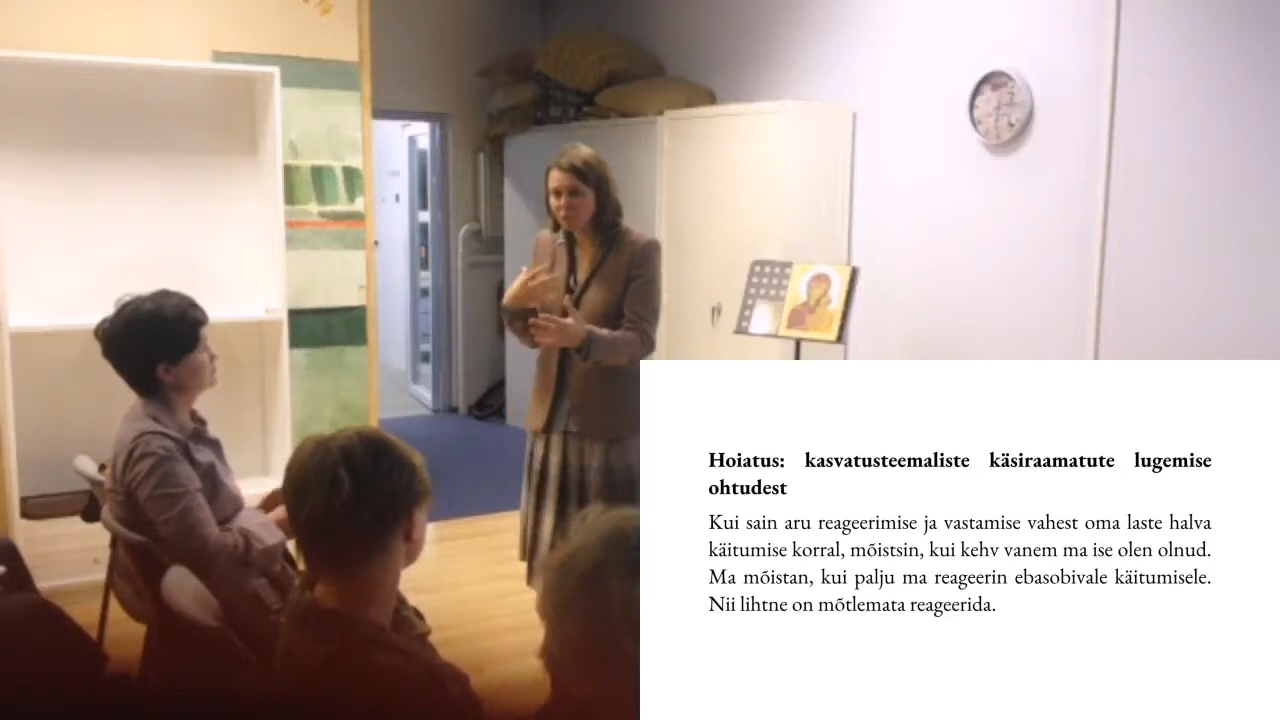 Hoiatus: kasvatusteemaliste käsiraamatute lugemise
ohtudest
Kui sain aru reageerimise ja vastamise vahest oma laste halva
käitumise korral, mõistsin, kui kehv vanem ma ise olen olnud.
Ma mõistan, kui palju ma reageerin ebasobivale käitumisele.
Nii lihtne on mõtlemata reageerida.